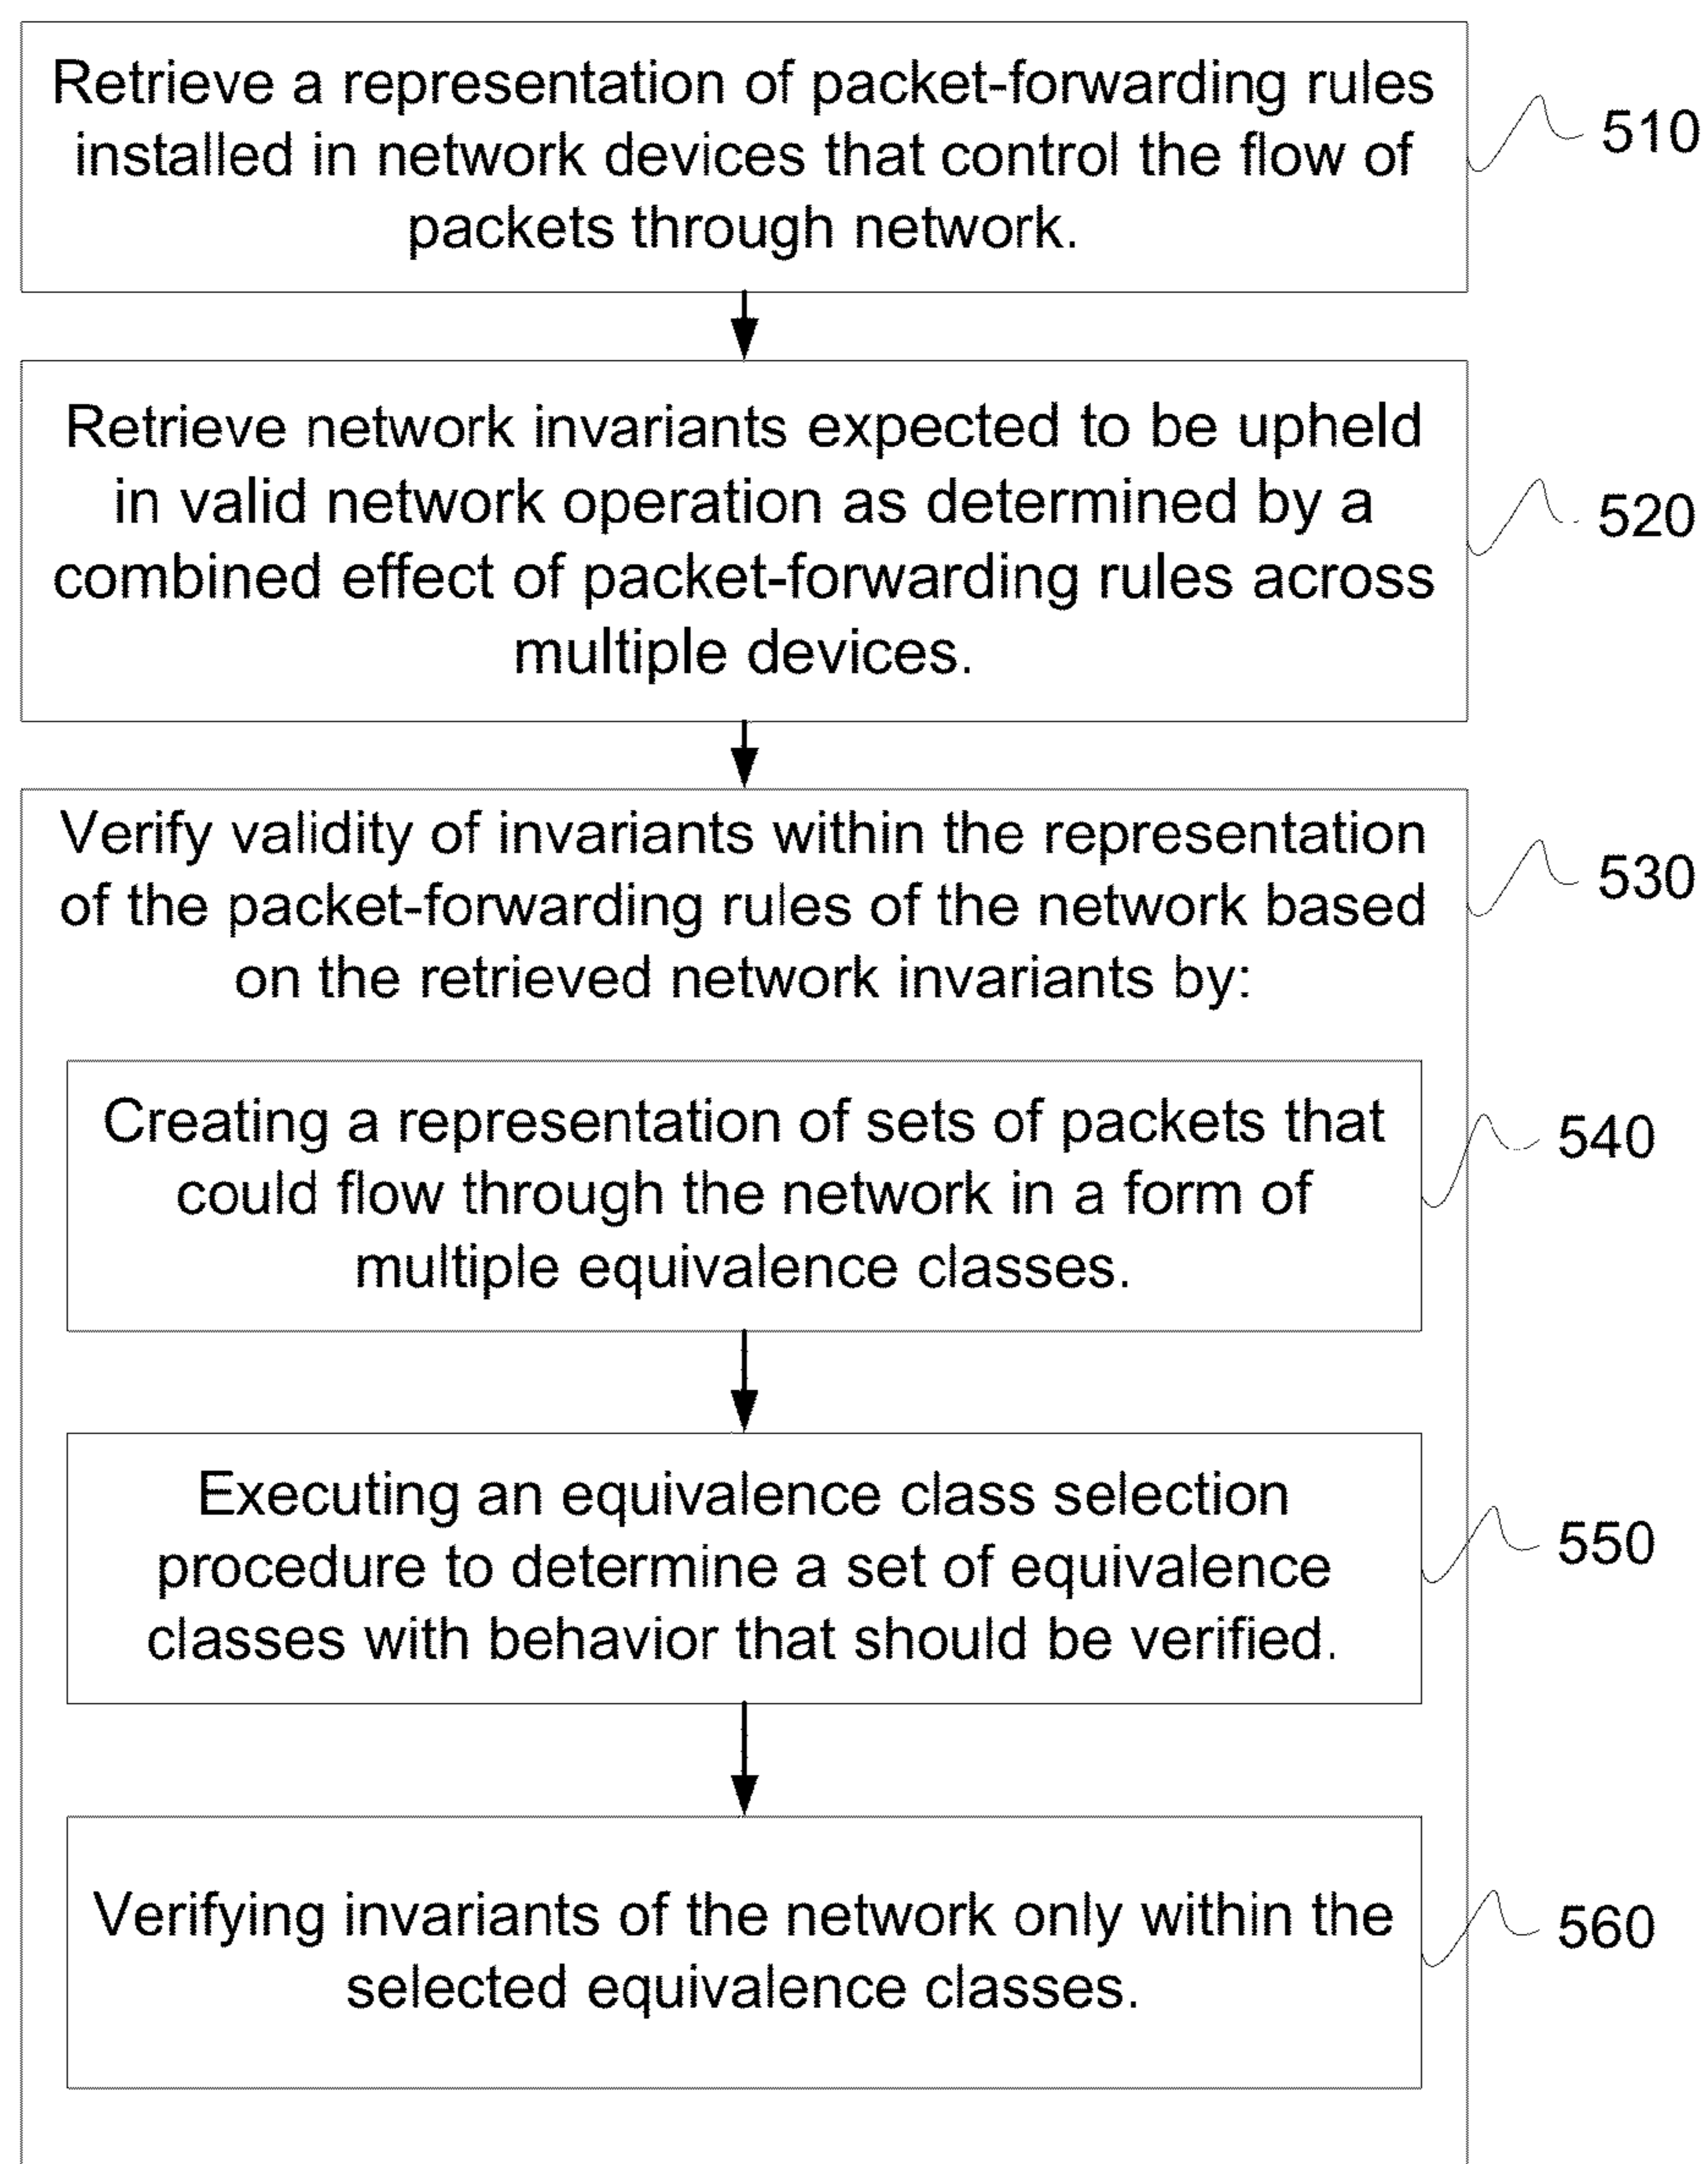 Retrieve a representation of packet-forwarding rules
installed in network devices that control the flow of
packets through network.
510
Retrieve network invariants expected to be upheld
in valid network operation as determined by a
combined effect of packet-forwarding rules across
multiple devices.
520
Verify validity of invariants within the representation
of the packet-forwarding rules of the network based
on the retrieved network invariants by:
530
Creating a representation of sets of packets that
could flow through the network in a form of
multiple equivalence classes.
540
Executing an equivalence class selection
procedure to determine a set of equivalence
classes with behavior that should be verified.
550
Verifying invariants of the network only within the
selected equivalence classes.
560